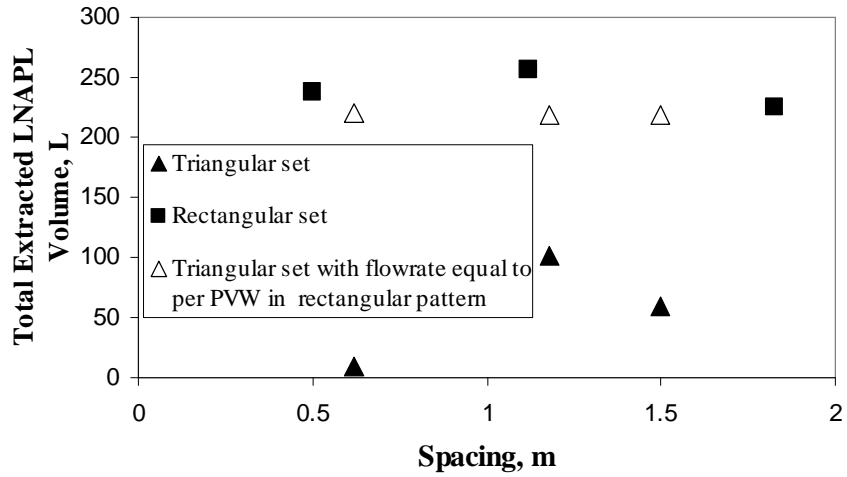 300
250
200
150
100
50
0
Total Extracted LNAPL
Volume, L
Triangular set
Rectangular set
Triangular set with flowrate equal to
per PVW in rectangular pattern
0
0.5
1
1.5
2
Spacing, m